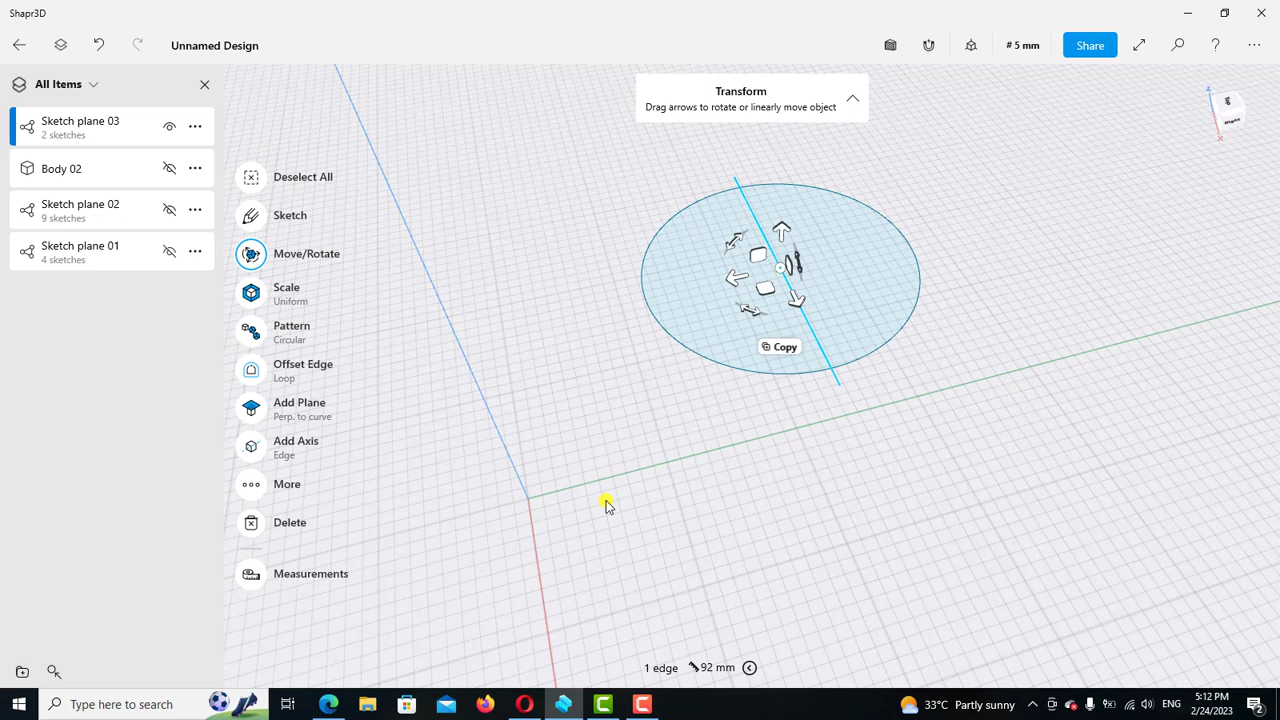 Shapr3D
Unnamed Design
# 5 mm
Share
All Items
Sketch plane 03
2 sketches
Body 02
Sketch plane 02
9 sketches
Sketch plane 01
4 sketches
Transform
Drag arrows to rotate or linearly move object
Deselect All
Sketch
Move/Rotate
Scale
Uniform
Pattern
Circular
Offset Edge
Loop
Add Plane
Perp. to curve
Add Axis
Edge
More
Delete
Measurements
Copy
Z
X
1 edge 92 mm
Type here to search
33°C Partly sunny
ENG
5:12 PM
2/24/2023
2